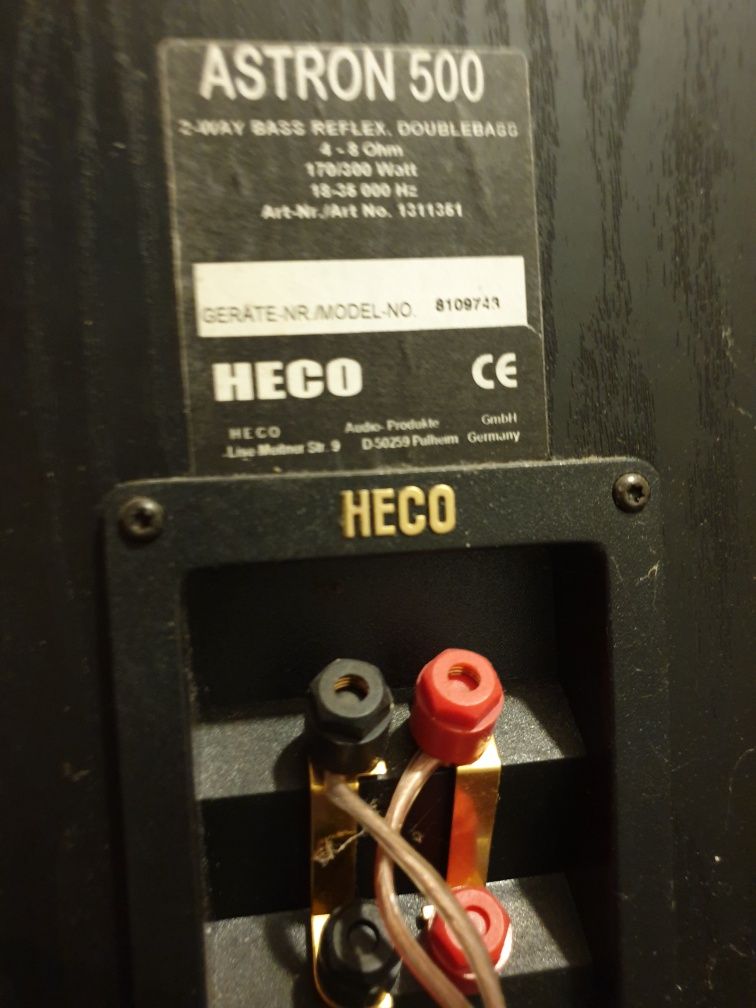 ASTRON 500
2-WAY BASS REFLEX, DOUBLEBASS
4 - 8 Ohm
170/300 Watt
18-35 000 Hz
Art-Nr./Art No. 1311361
GERÄTE-NR./MODEL-NO. 8109743
HECO CE
HECO Audio- Produkte GmbH
Lise Meitner Str. 9 D-50259 Pulheim Germany
HECO